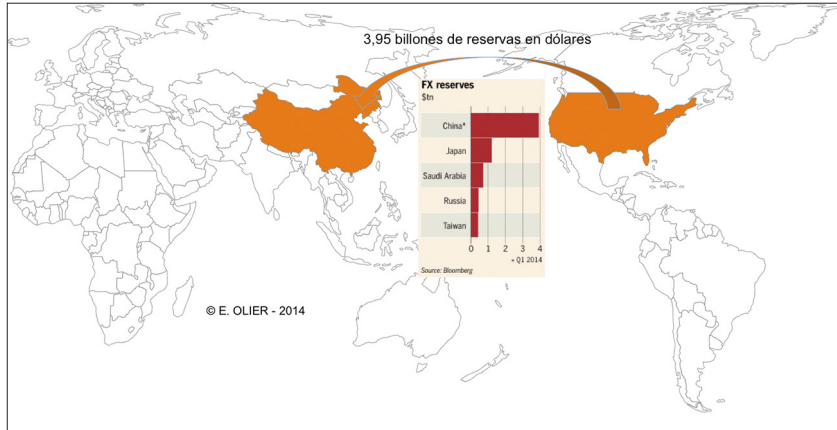 3,95 billones de reservas en dólares
FX reserves
$tn
China*
Japan
Saudi Arabia
Russia
Taiwan
0 1 2 3 4
* Q1 2014
Source: Bloomberg
© E. OLIER - 2014